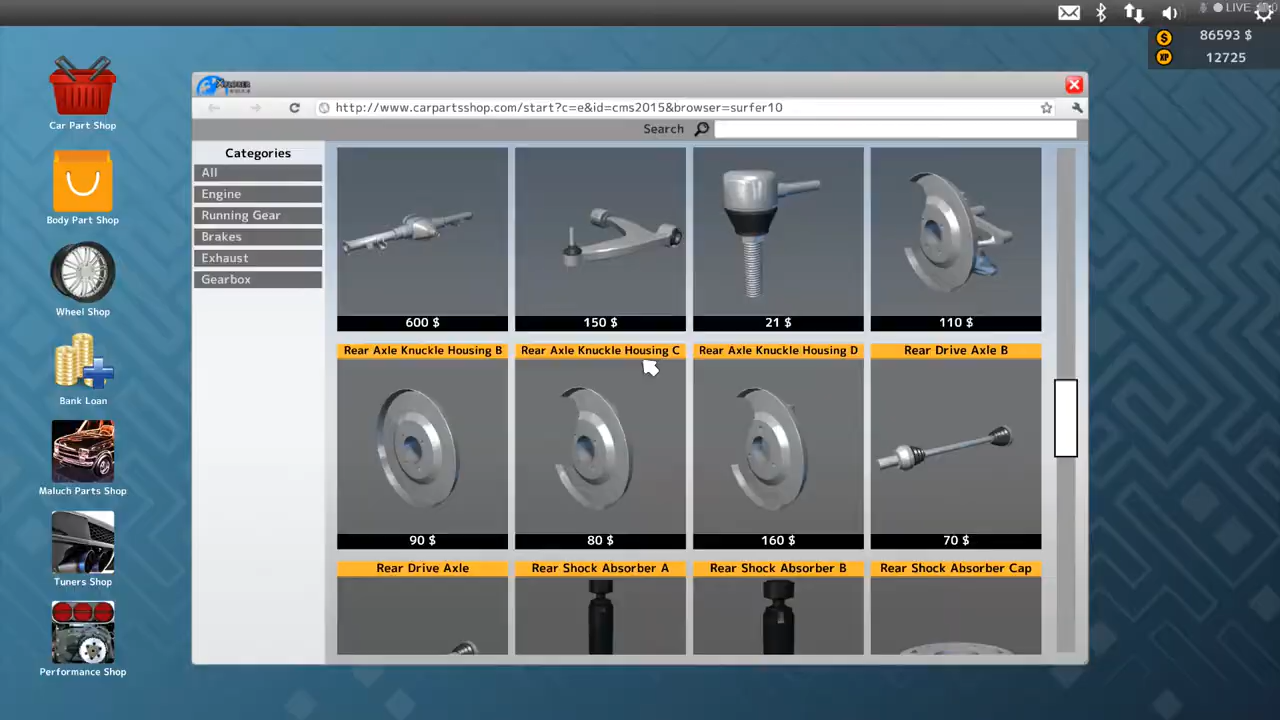 LIVE
86593 $
12725
http://www.carpartsshop.com/start?c=e&id=cms2015&browser=surfer10
Search
Car Part Shop
Body Part Shop
Wheel Shop
Bank Loan
Maluch Parts Shop
Tuners Shop
Performance Shop
Categories
All
Engine
Running Gear
Brakes
Exhaust
Gearbox
600 $
150 $
21 $
110 $
Rear Axle Knuckle Housing B
Rear Axle Knuckle Housing C
Rear Axle Knuckle Housing D
Rear Drive Axle B
90 $
80 $
160 $
70 $
Rear Drive Axle
Rear Shock Absorber A
Rear Shock Absorber B
Rear Shock Absorber Cap